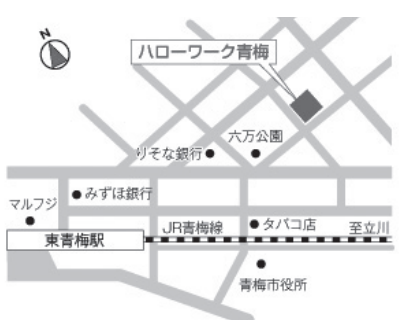 N
ハローワーク青梅
六万公園
りそな銀行
みずほ銀行
マルフジ
JR青梅線
タバコ店
至立川
東青梅駅
青梅市役所